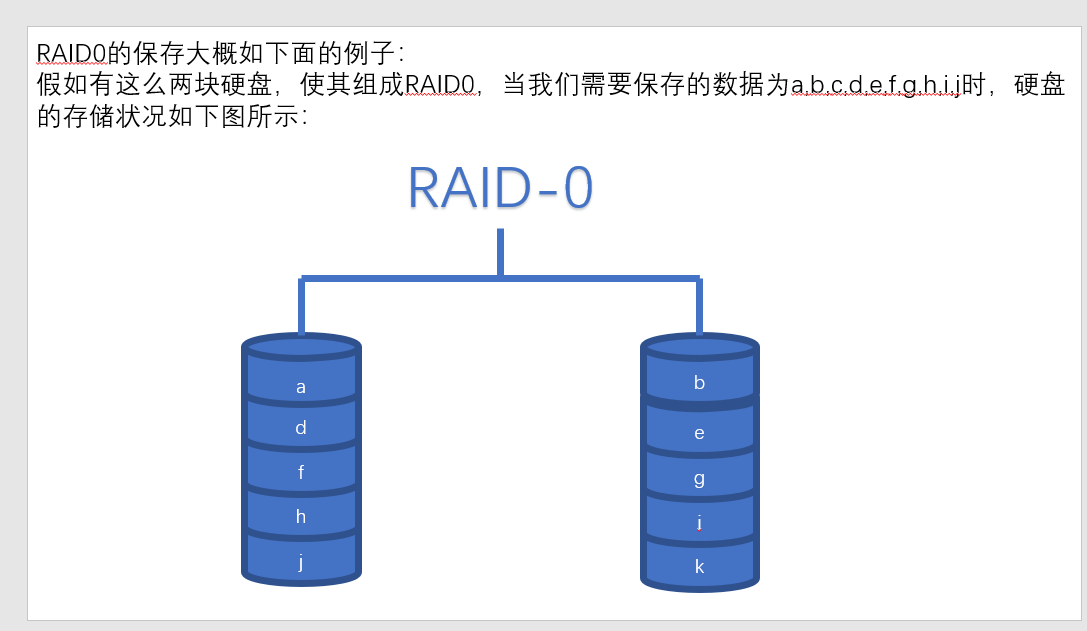 RAID0的保存大概如下面的例子：
假如有这么两块硬盘，使其组成RAID0，当我们需要保存的数据为a,b,c,d,e,f,g,h,i,j时，硬盘
的存储状况如下图所示：
RAID-0
a
b
d
e
f
g
h
i
j
k